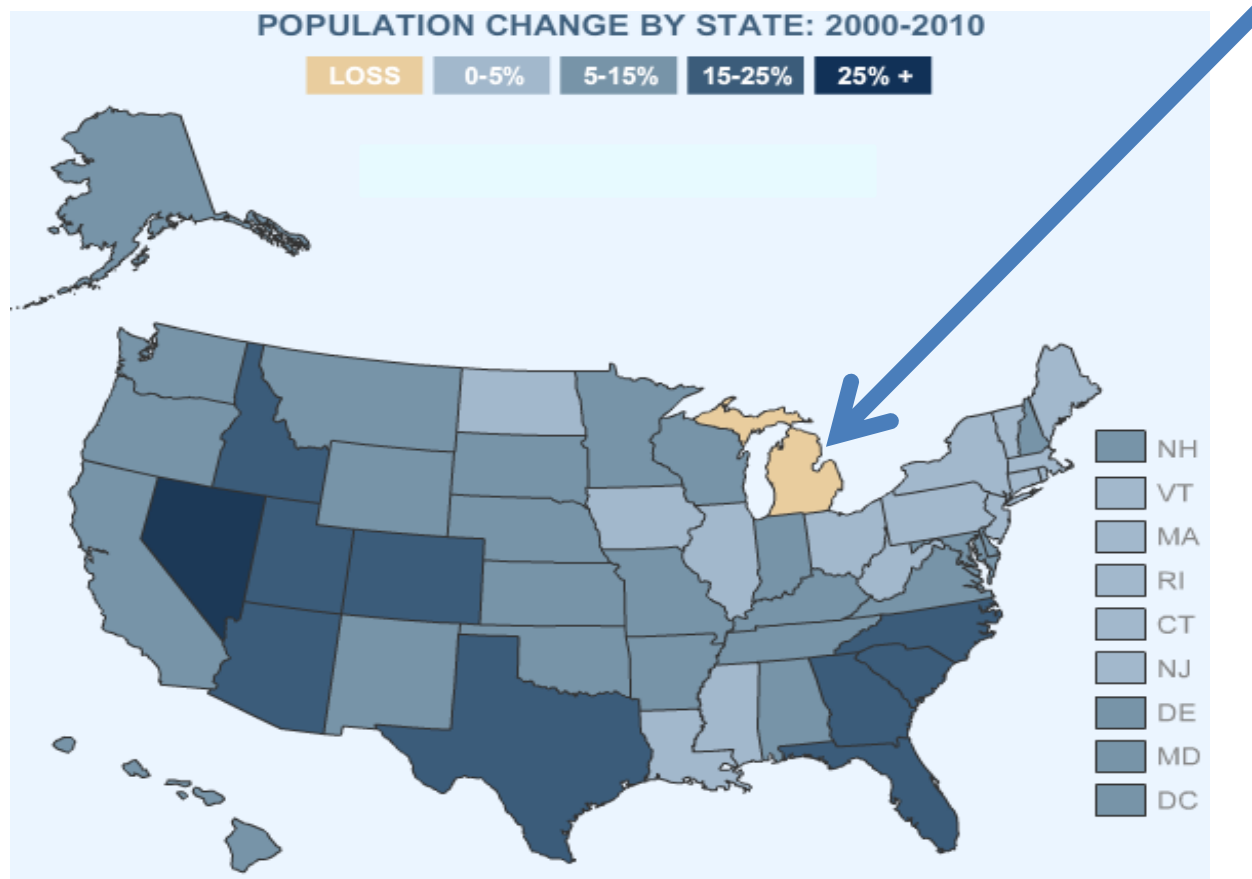 POPULATION CHANGE BY STATE: 2000-2010
LOSS 0-5% 5-15% 15-25% 25% +
NH
VT
MA
RI
CT
NJ
DE
MD
DC